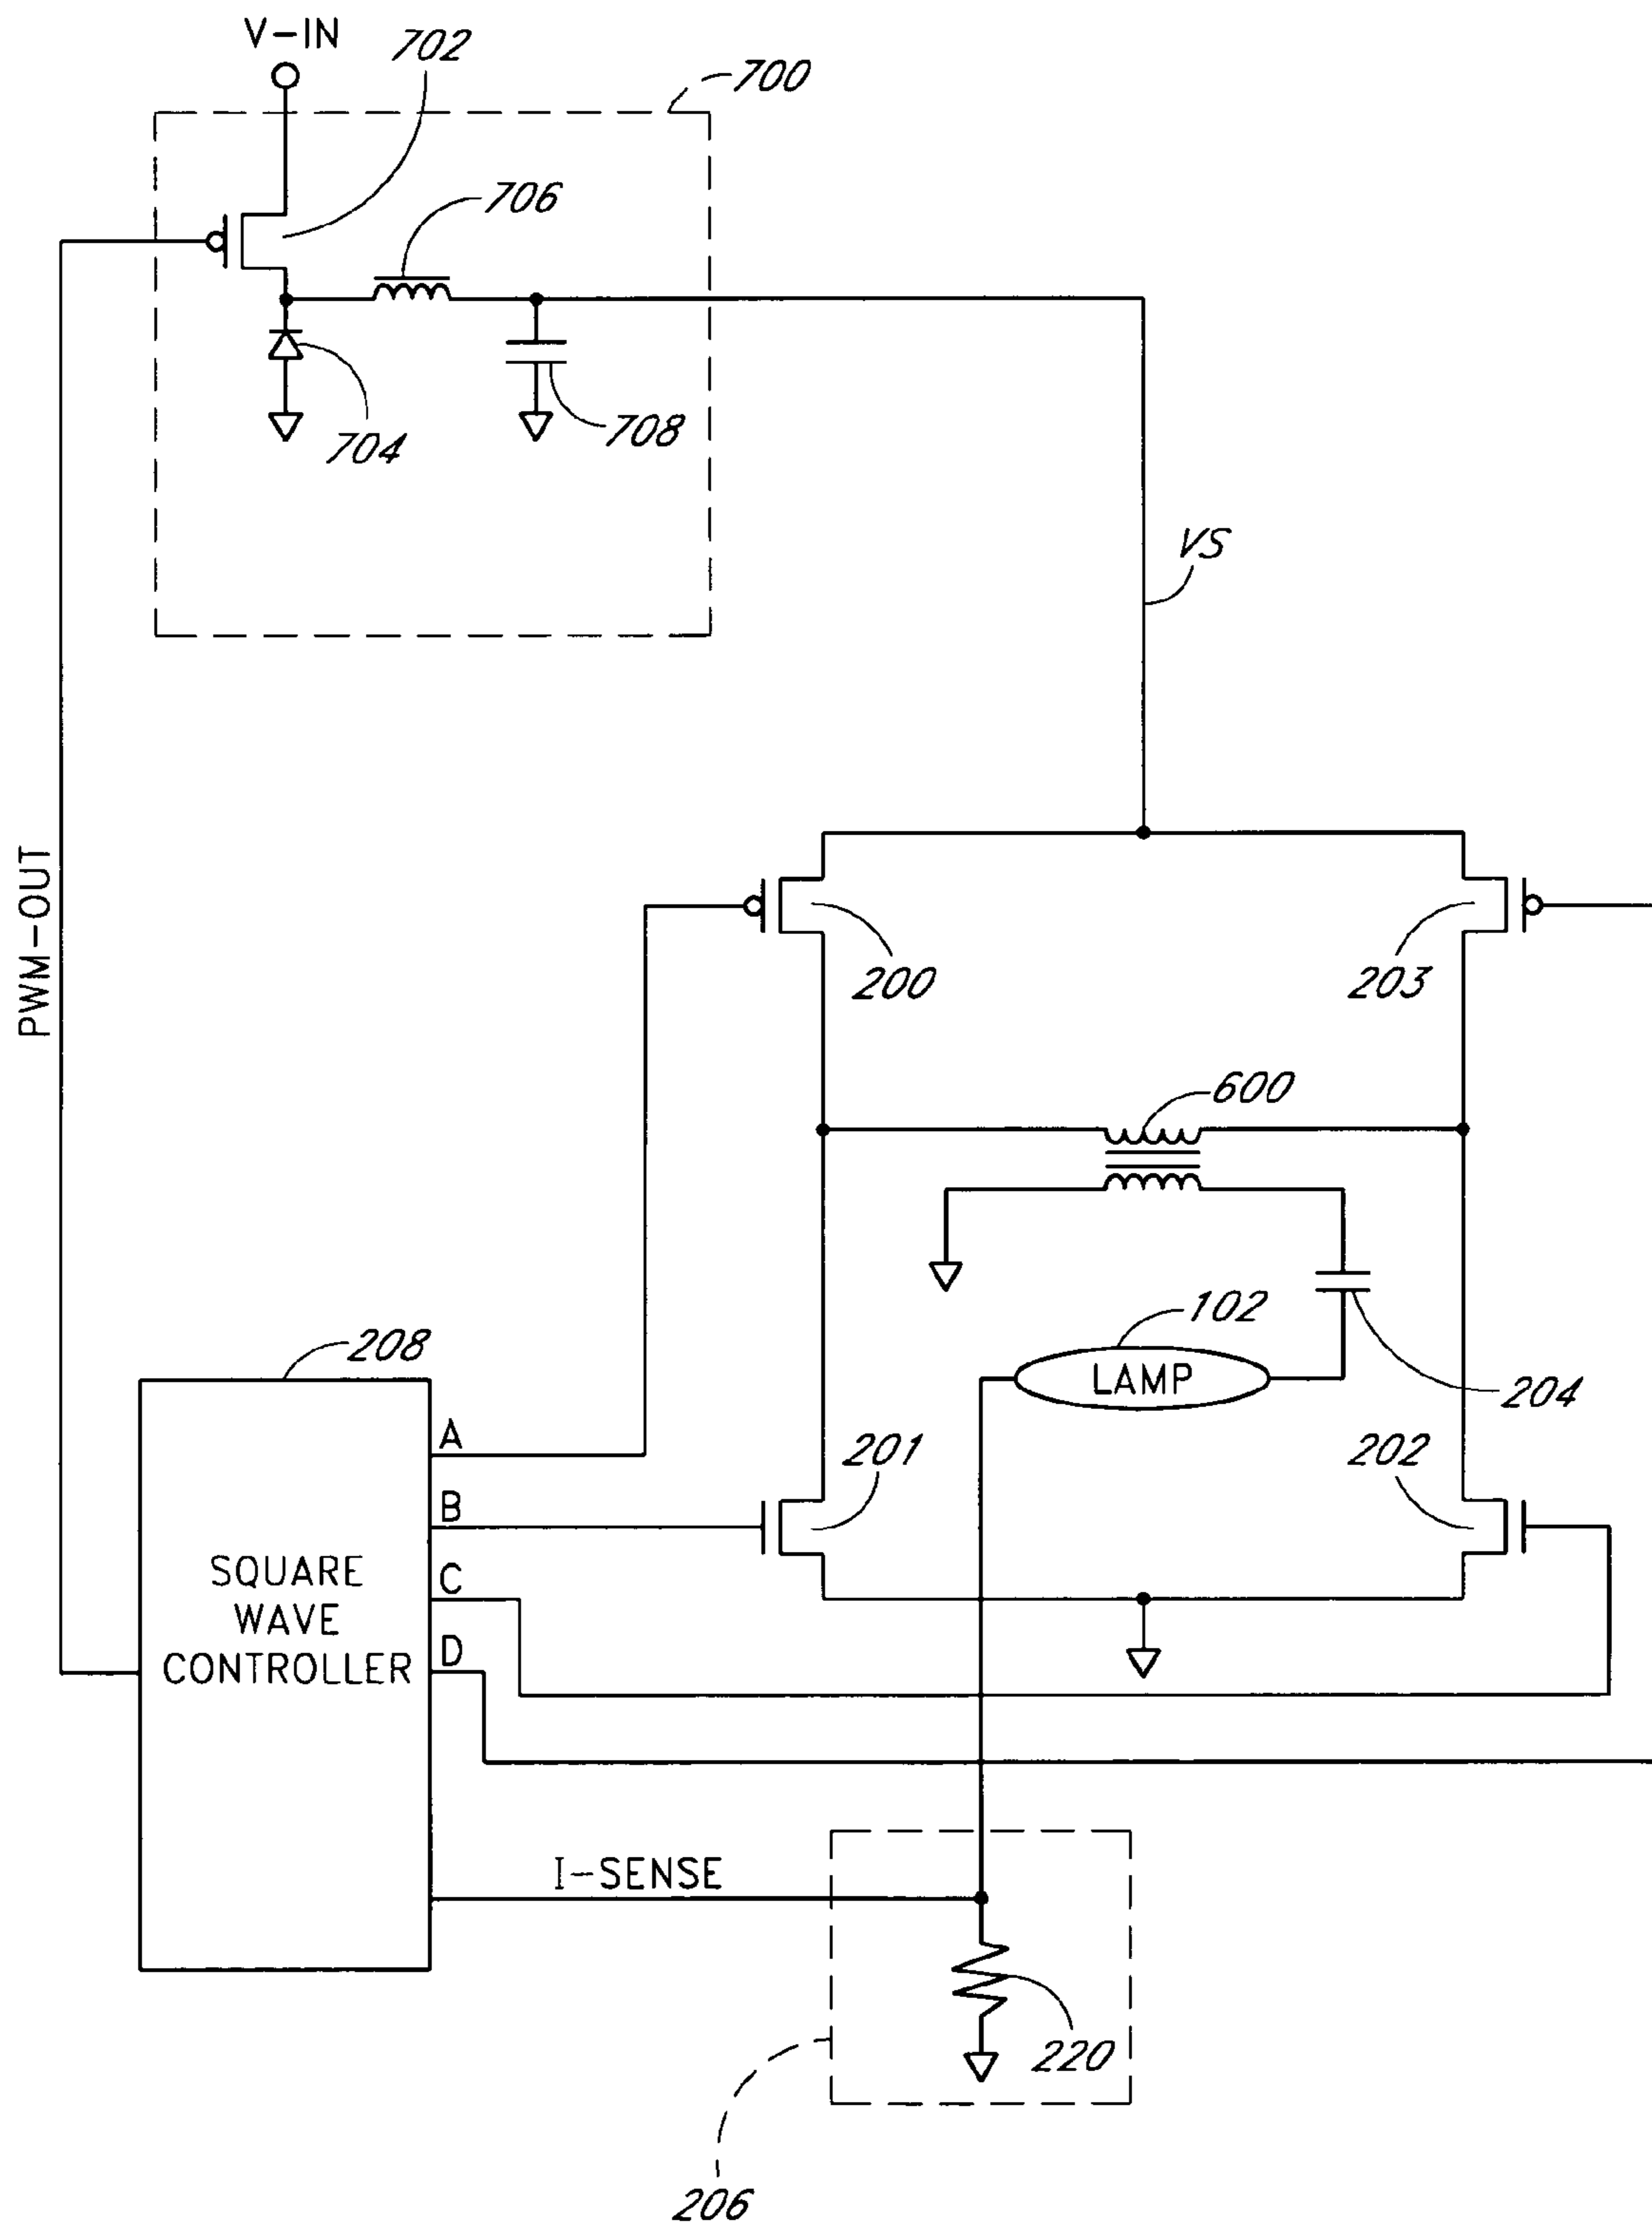 V-IN
702
700
706
704
708
VS
PWM-OUT
200
203
600
102
LAMP
204
208
A
B
C
D
SQUARE
WAVE
CONTROLLER
201
202
I-SENSE
220
206